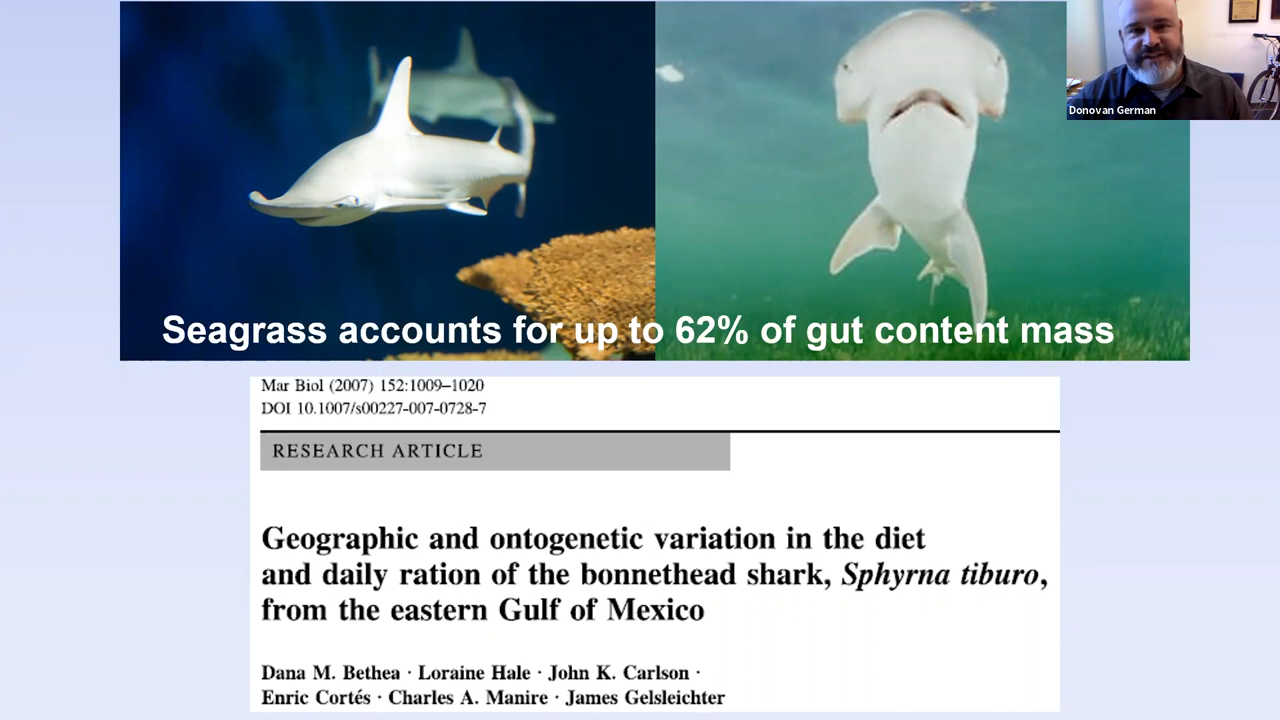 Donovan German
Seagrass accounts for up to 62% of gut content mass
Mar Biol (2007) 152:1009–1020
DOI 10.1007/s00227-007-0728-7
RESEARCH ARTICLE
Geographic and ontogenetic variation in the diet
and daily ration of the bonnethead shark, Sphyrna tiburo,
from the eastern Gulf of Mexico
Dana M. Bethea · Loraine Hale · John K. Carlson ·
Enric Cortés · Charles A. Manire · James Gelsleichter